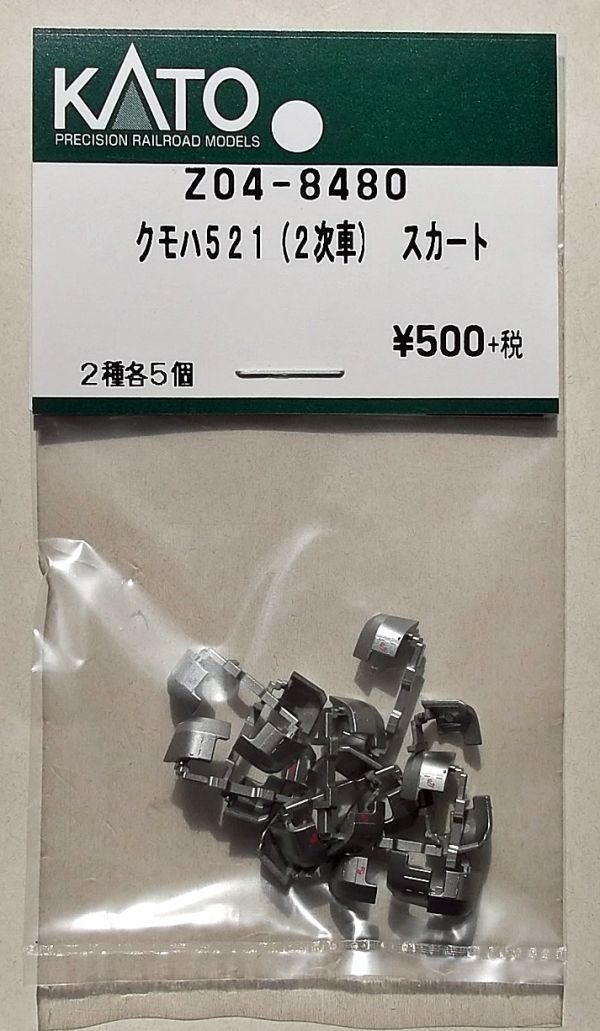 KATO
PRECISION RAILROAD MODELS
Z04-8480
クモハ521(2次車) スカート
¥500+税
2種各5個